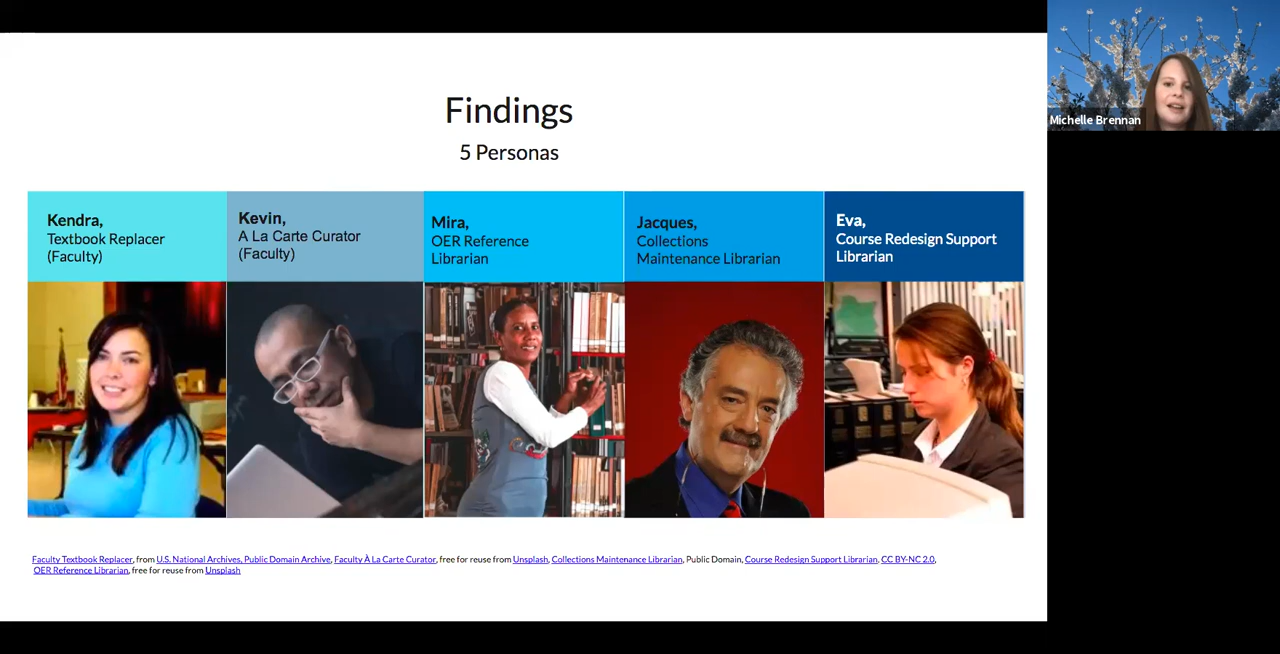 Findings
5 Personas
Kendra,
Textbook Replacer
(Faculty)
Kevin,
A La Carte Curator
(Faculty)
Mira,
OER Reference
Librarian
Jacques,
Collections
Maintenance Librarian
Eva,
Course Redesign Support
Librarian
Faculty Textbook Replacer, from U.S. National Archives, Public Domain Archive, Faculty À La Carte Curator, free for reuse from Unsplash, Collections Maintenance Librarian, Public Domain, Course Redesign Support Librarian, CC BY-NC 2.0,
OER Reference Librarian, free for reuse from Unsplash
Michelle Brennan